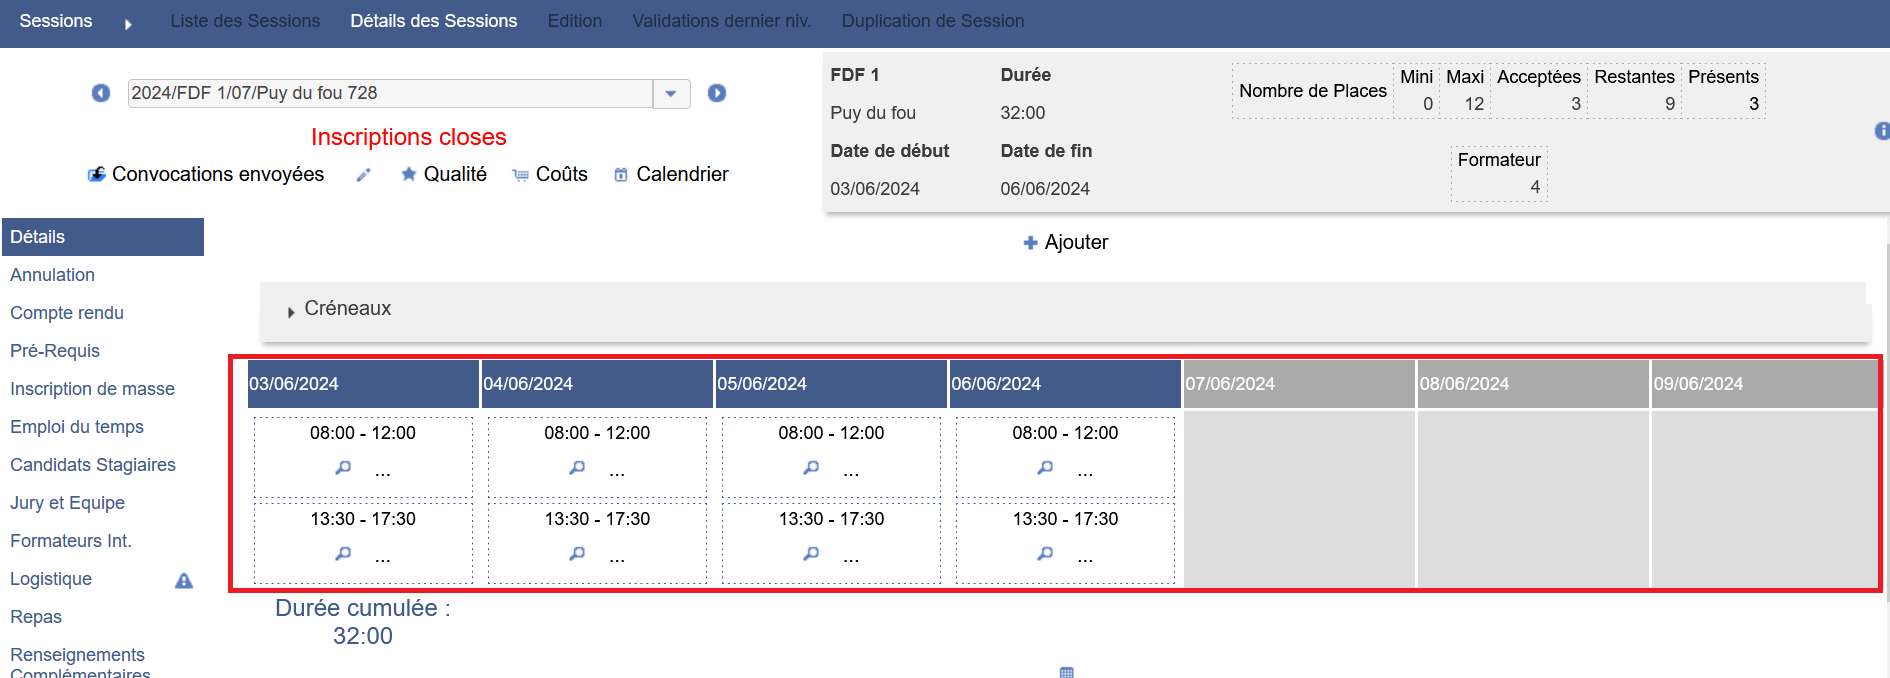 Sessions Liste des Sessions Détails des Sessions Edition Validations dernier niv. Duplication de Session
2024/FDF 1/07/Puy du fou 728
Inscriptions closes
Convocations envoyées Qualité Coûts Calendrier
FDF 1 Durée
Puy du fou 32:00
Date de début Date de fin
03/06/2024 06/06/2024
Nombre de Places Mini Maxi Acceptées Restantes Présents
0 12 3 9 3
Formateur
4
Ajouter
Détails
Annulation
Compte rendu
Pré-Requis
Inscription de masse
Emploi du temps
Candidats Stagiaires
Jury et Equipe
Formateurs Int.
Logistique
Repas
Renseignements
Complémentaires
Créneaux
03/06/2024 04/06/2024 05/06/2024 06/06/2024 07/06/2024 08/06/2024 09/06/2024
08:00 - 12:00 08:00 - 12:00 08:00 - 12:00 08:00 - 12:00
... ... ... ...
13:30 - 17:30 13:30 - 17:30 13:30 - 17:30 13:30 - 17:30
... ... ... ...
Durée cumulée :
32:00